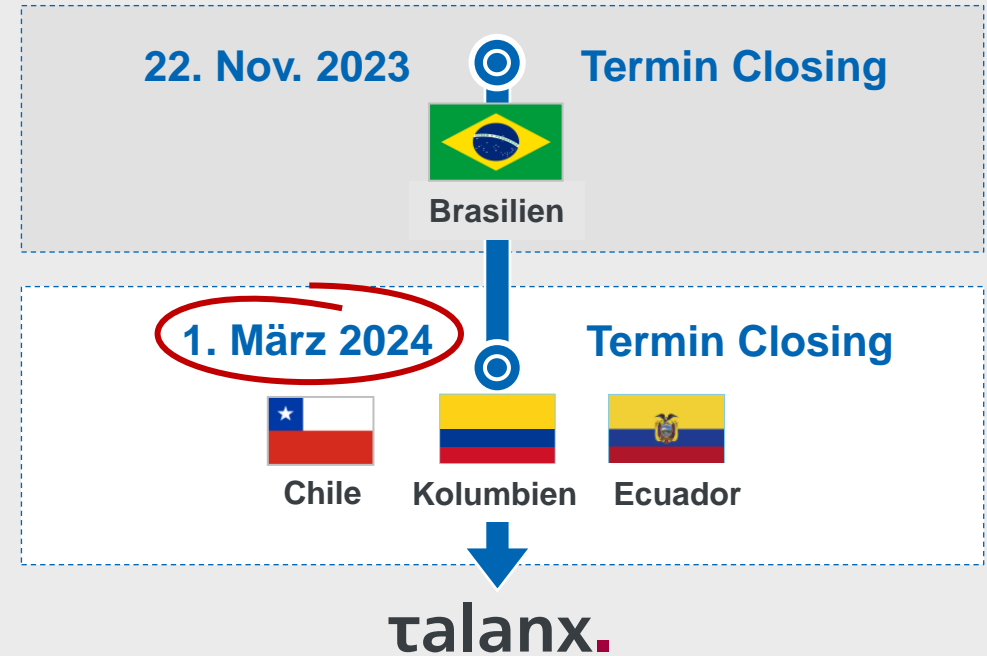 22. Nov. 2023 Termin Closing
Brasilien
1. März 2024 Termin Closing
Chile Kolumbien Ecuador
talanx.